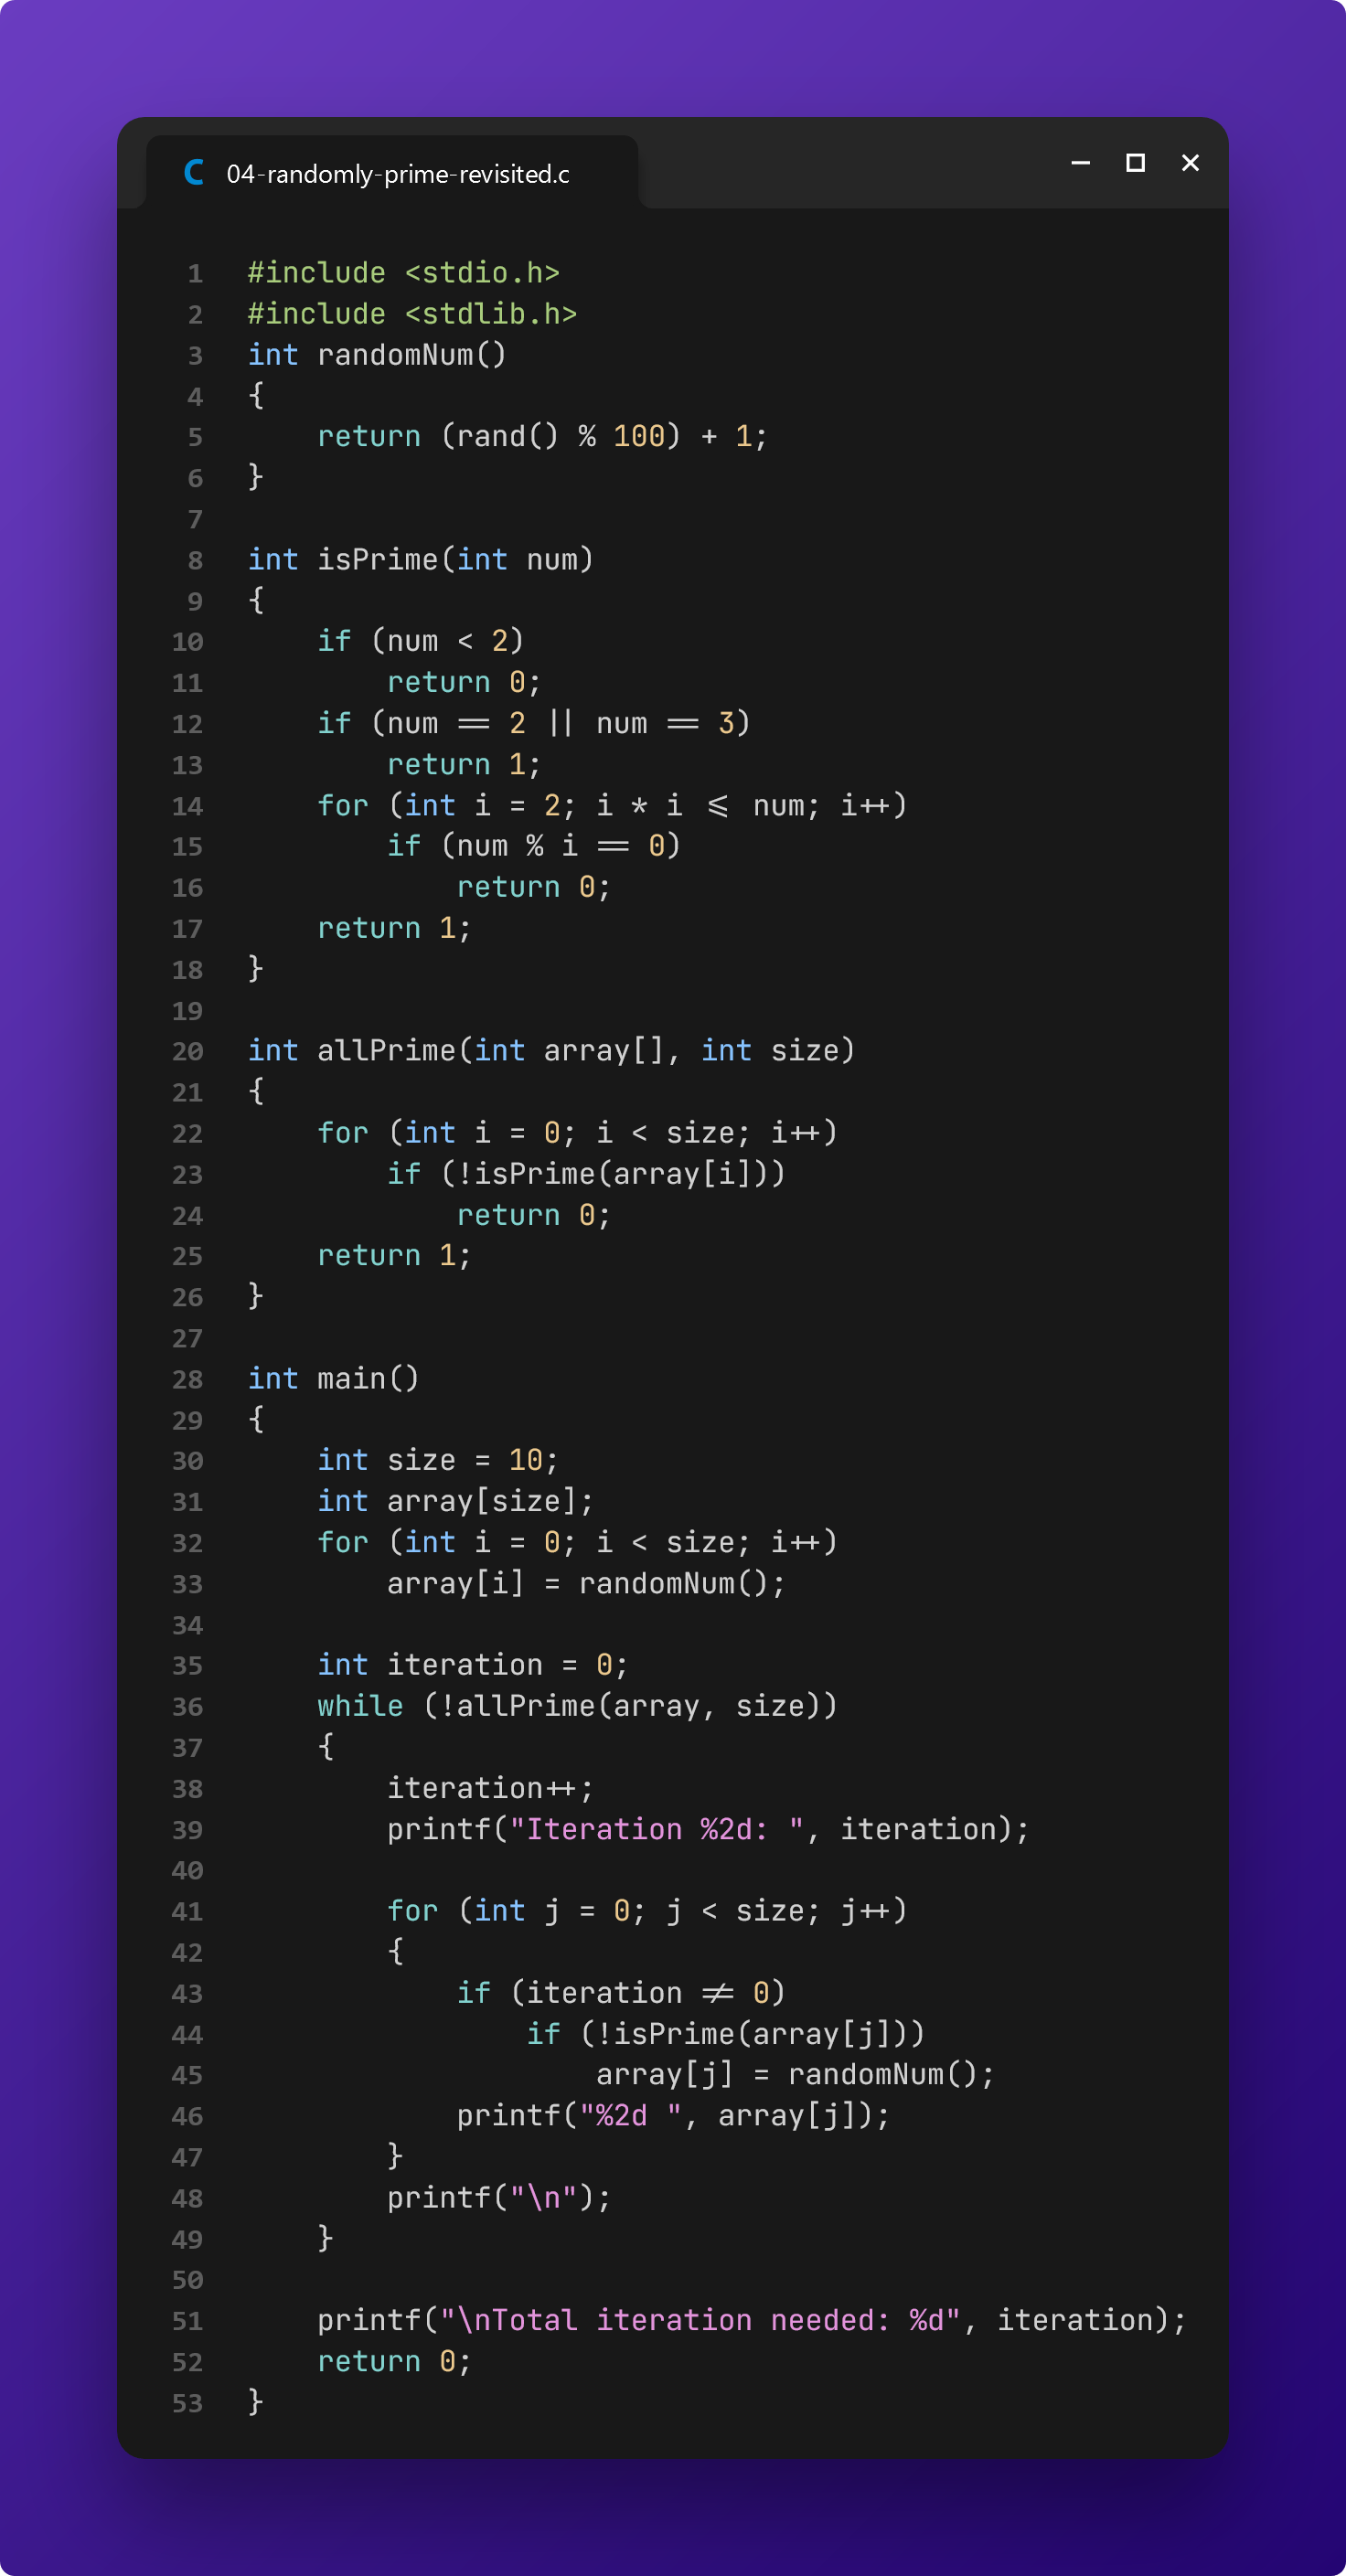 C 04-randomly-prime-revisited.c
1 #include <stdio.h>
2 #include <stdlib.h>
3 int randomNum()
4 {
5     return (rand() % 100) + 1;
6 }
7
8 int isPrime(int num)
9 {
10     if (num < 2)
11         return 0;
12     if (num == 2 || num == 3)
13         return 1;
14     for (int i = 2; i * i <= num; i++)
15         if (num % i == 0)
16             return 0;
17     return 1;
18 }
19
20 int allPrime(int array[], int size)
21 {
22     for (int i = 0; i < size; i++)
23         if (!isPrime(array[i]))
24             return 0;
25     return 1;
26 }
27
28 int main()
29 {
30     int size = 10;
31     int array[size];
32     for (int i = 0; i < size; i++)
33         array[i] = randomNum();
34
35     int iteration = 0;
36     while (!allPrime(array, size))
37     {
38         iteration++;
39         printf("Iteration %2d: ", iteration);
40
41         for (int j = 0; j < size; j++)
42         {
43             if (iteration != 0)
44                 if (!isPrime(array[j]))
45                     array[j] = randomNum();
46             printf("%2d ", array[j]);
47         }
48         printf("\n");
49     }
50
51     printf("\nTotal iteration needed: %d", iteration);
52     return 0;
53 }